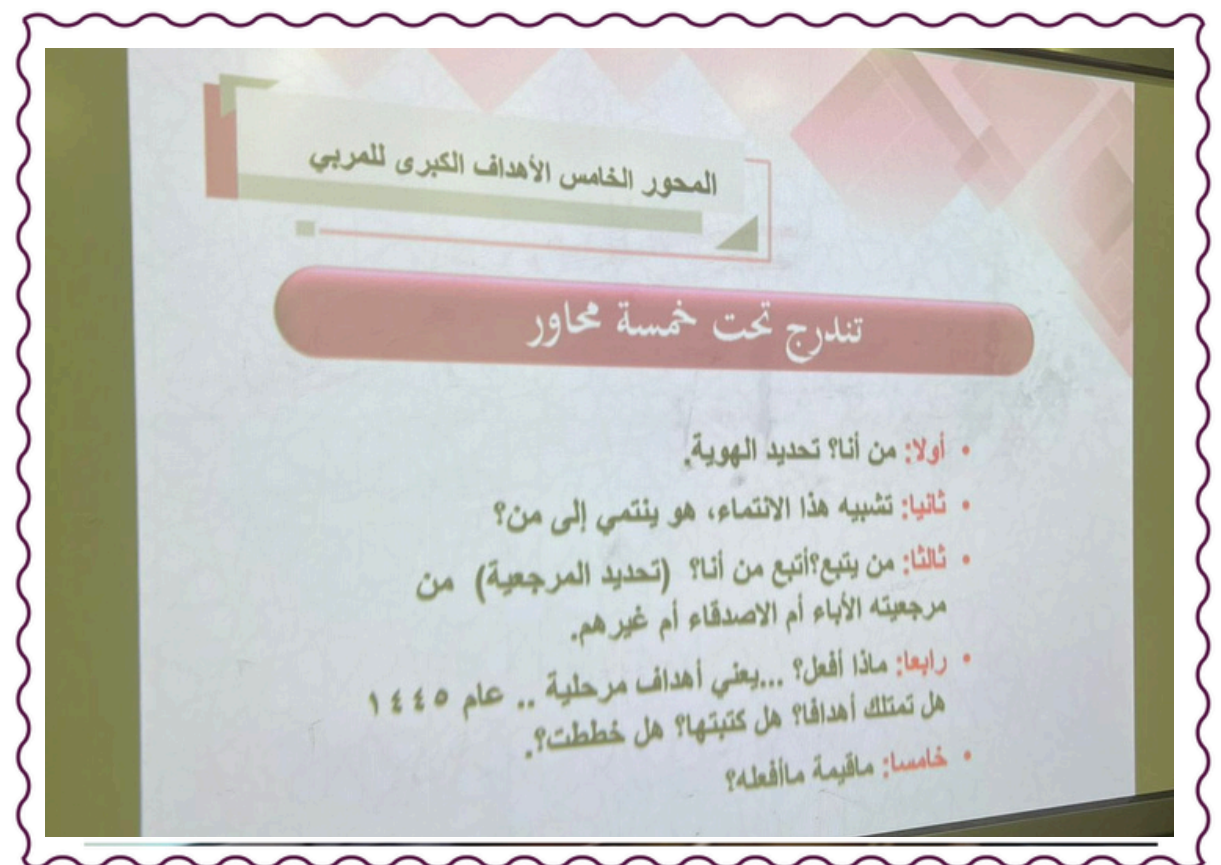 المحور الخامس الأهداف الكبرى للمربي
تندرج تحت خمسة محاور
• أولا: من أنا؟ تحديد الهوية.
• ثانيا: تشبيه هذا الانتماء، هو ينتمي إلى من؟
• ثالثا: من يتبع؟أتبع من أنا؟ (تحديد المرجعية) من
مرجعيته الأباء أم الاصدقاء أم غيرهم.
• رابعا: ماذا أفعل؟ ...يعني أهداف مرحلية .. عام ١٤٤٥
هل تمتلك أهدافا؟ هل كتبتها؟ هل خططت؟.
• خامسا: ماقيمة ماأفعله؟